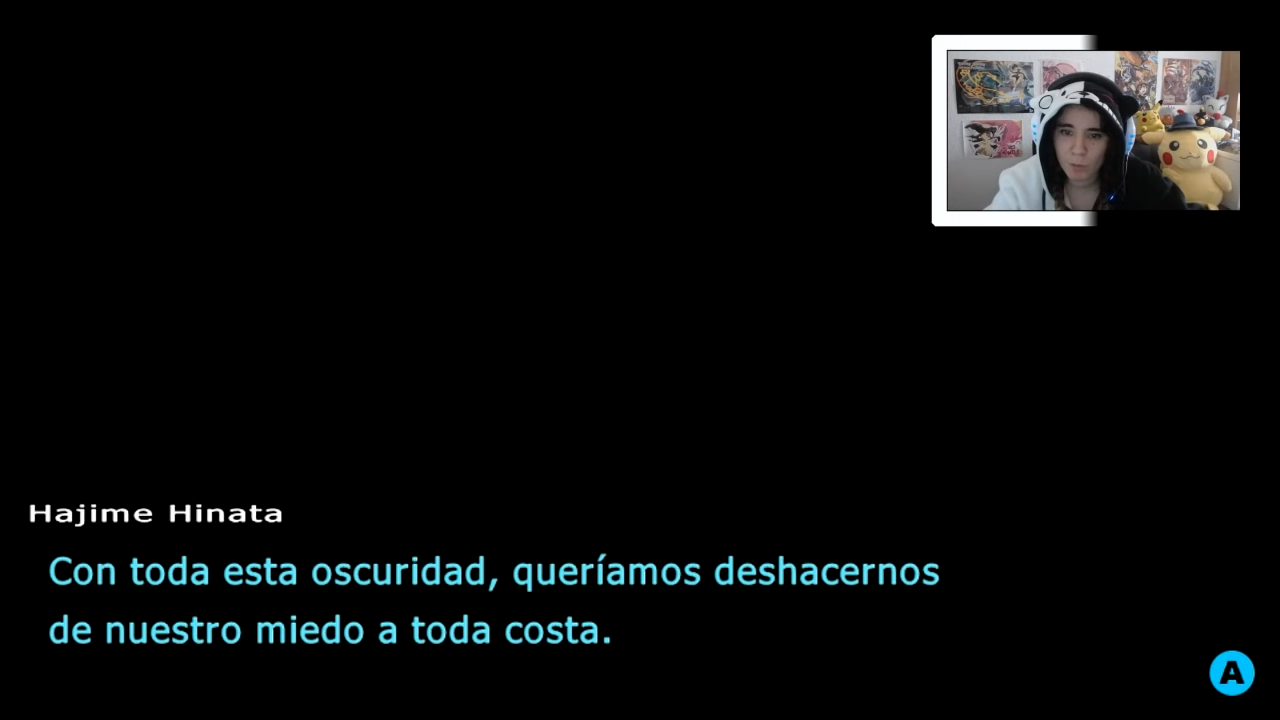 Hajime Hinata
Con toda esta oscuridad, queríamos deshacernos
de nuestro miedo a toda costa.
A